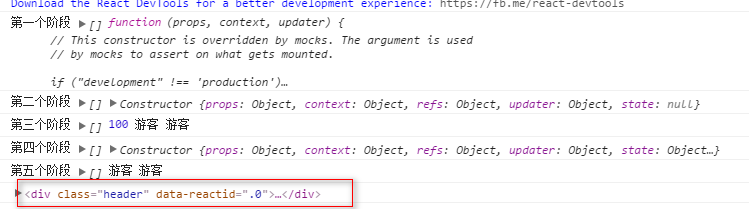 Download the React DevTools for a better development experience: https://fb.me/react-devtools
第一个阶段 ▶[] function (props, context, updater) {
// This constructor is overridden by mocks. The argument is used
// by mocks to assert on what gets mounted.
if ("development" !== 'production')…
第二个阶段 ▶[] ▶Constructor {props: Object, context: Object, refs: Object, updater: Object, state: null}
第三个阶段 ▶[] 100 游客 游客
第四个阶段 ▶[] ▶Constructor {props: Object, context: Object, refs: Object, updater: Object, state: Object…}
第五个阶段 ▶[] 游客 游客
▶<div class="header" data-reactid=".0">…</div>